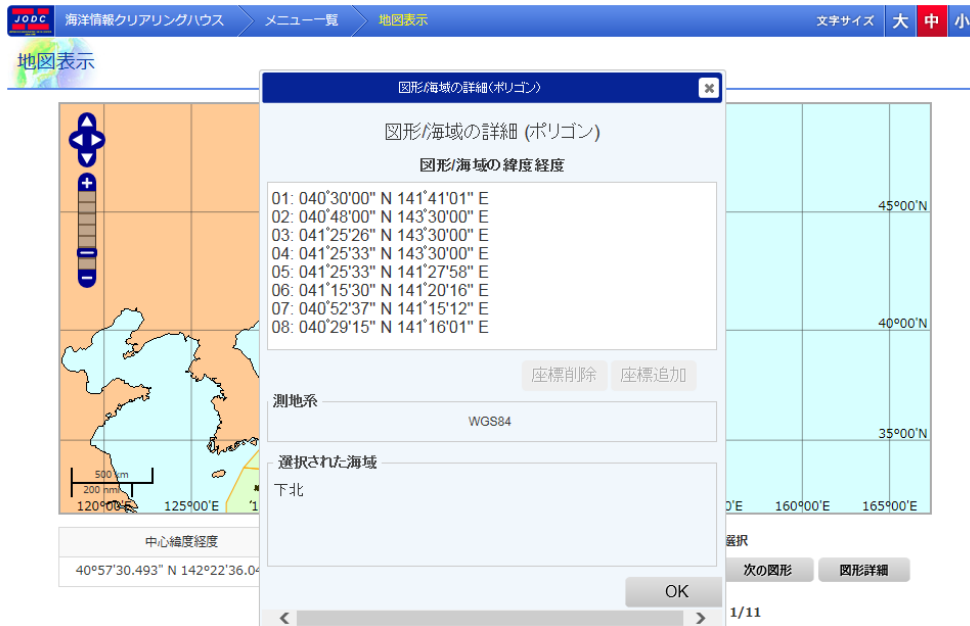 JODC 海洋情報クリアリングハウス メニュー一覧 地図表示 文字サイズ 大 中 小
地図表示
図形/海域の詳細(ポリゴン)
図形/海域の詳細 (ポリゴン)
図形/海域の緯度経度
01: 040°30'00" N 141°41'01" E
02: 040°48'00" N 143°30'00" E
03: 041°25'26" N 143°30'00" E
04: 041°25'33" N 143°30'00" E
05: 041°25'33" N 141°27'58" E
06: 041°15'30" N 141°20'16" E
07: 040°52'37" N 141°15'12" E
08: 040°29'15" N 141°16'01" E
45°00'N
40°00'N
35°00'N
座標削除 座標追加
測地系
WGS84
選択された海域
下北
500 km
200 nmi
120°00'E 125°00'E 160°00'E 165°00'E
中心緯度経度 選択
40°57'30.493" N 142°22'36.04 次の図形 図形詳細
OK
1/11